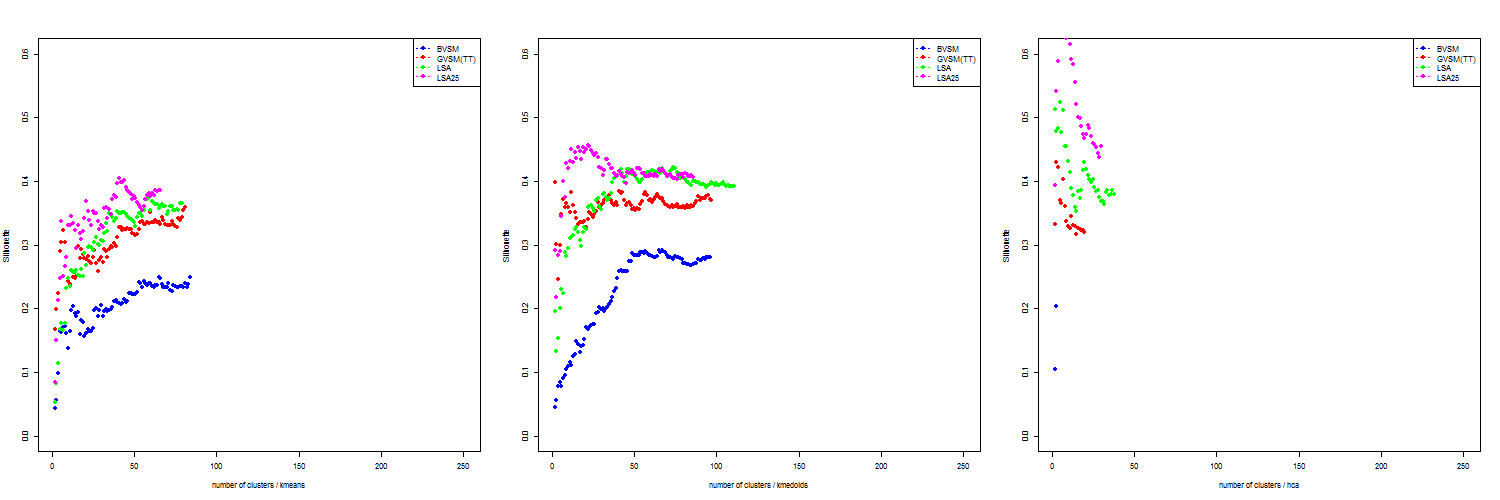 BVSM
GVSM(TT)
LSA
LSA25
Silhouette
0.0
0.1
0.2
0.3
0.4
0.5
0.6
0
50
100
150
200
250
number of clusters / kmeans
BVSM
GVSM(TT)
LSA
LSA25
Silhouette
0.0
0.1
0.2
0.3
0.4
0.5
0.6
0
50
100
150
200
250
number of clusters / kmedoids
BVSM
GVSM(TT)
LSA
LSA25
Silhouette
0.0
0.1
0.2
0.3
0.4
0.5
0.6
0
50
100
150
200
250
number of clusters / hca